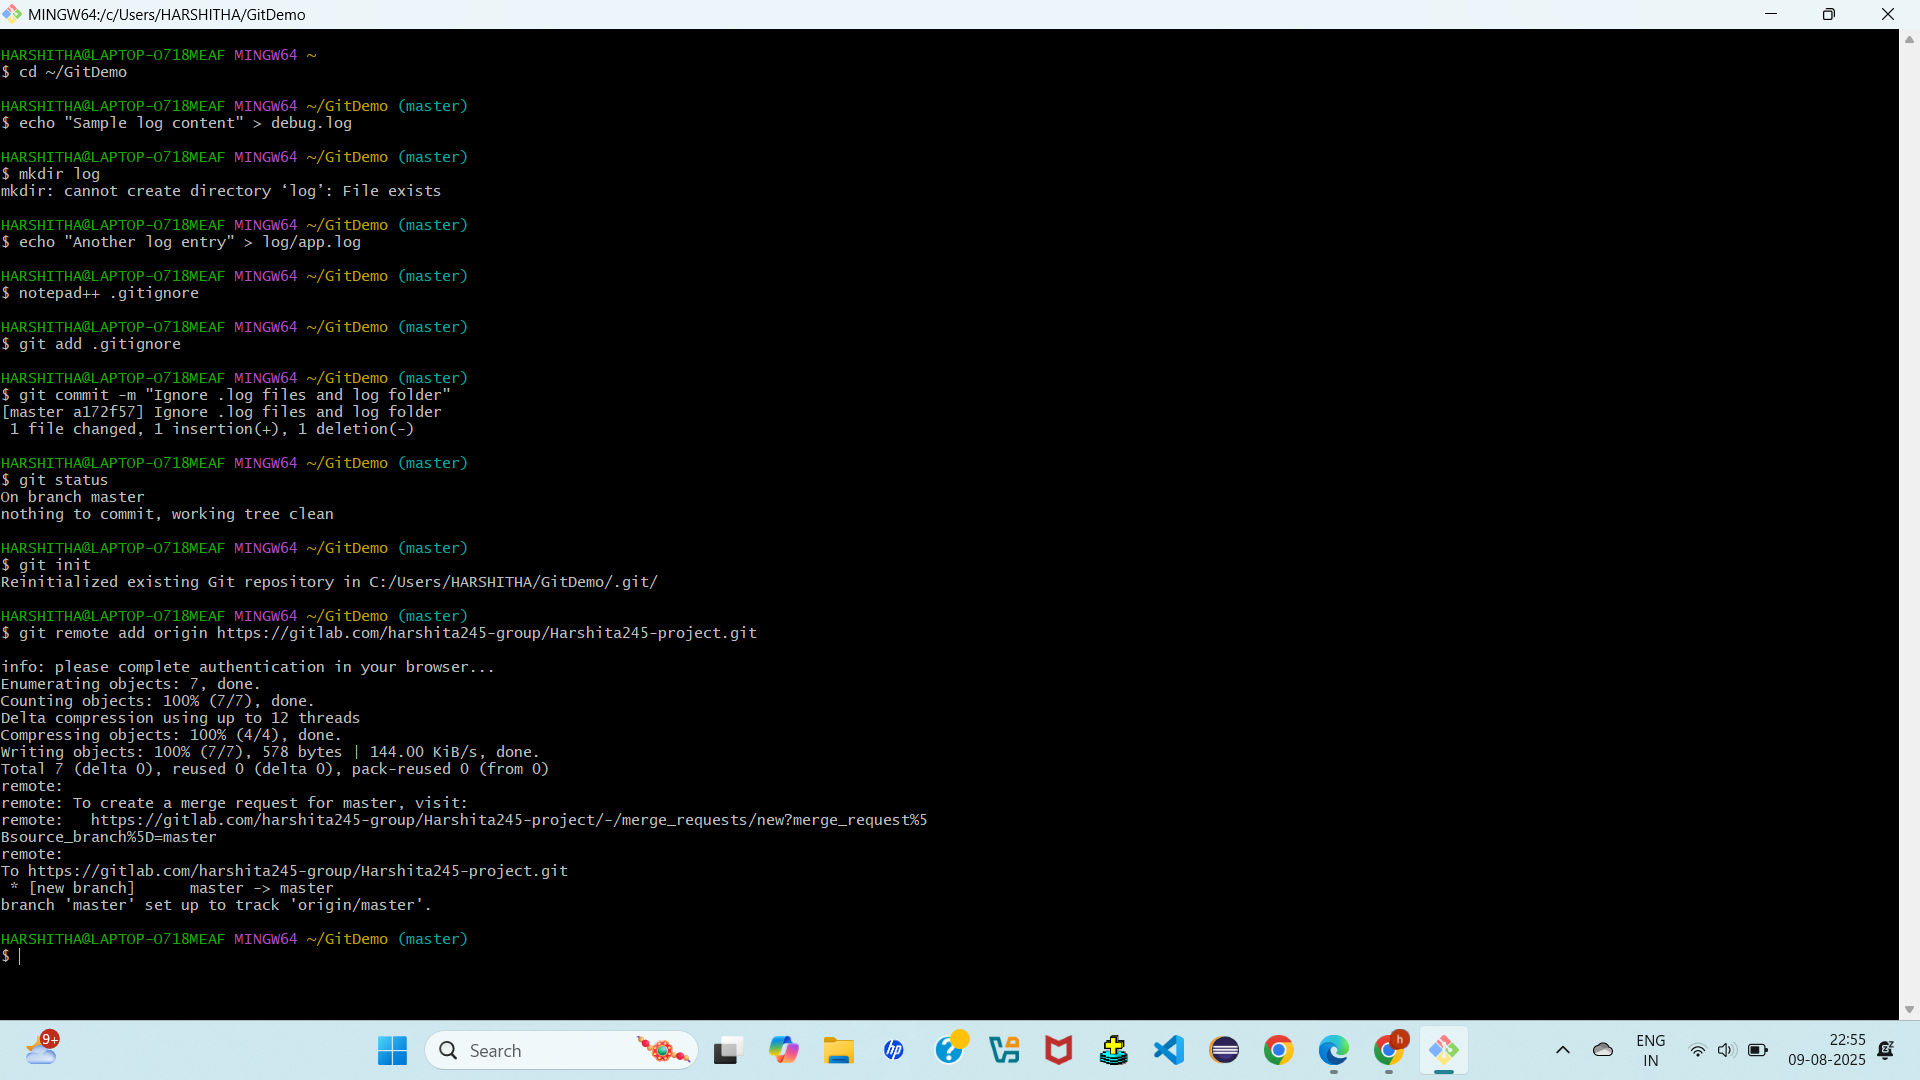 MINGW64:/c/Users/HARSHITHA/GitDemo
HARSHITHA@LAPTOP-O718MEAF MINGW64 ~
$ cd ~/GitDemo
HARSHITHA@LAPTOP-O718MEAF MINGW64 ~/GitDemo (master)
$ echo "Sample log content" > debug.log
HARSHITHA@LAPTOP-O718MEAF MINGW64 ~/GitDemo (master)
$ mkdir log
mkdir: cannot create directory ‘log’: File exists
HARSHITHA@LAPTOP-O718MEAF MINGW64 ~/GitDemo (master)
$ echo "Another log entry" > log/app.log
HARSHITHA@LAPTOP-O718MEAF MINGW64 ~/GitDemo (master)
$ notepad++ .gitignore
HARSHITHA@LAPTOP-O718MEAF MINGW64 ~/GitDemo (master)
$ git add .gitignore
HARSHITHA@LAPTOP-O718MEAF MINGW64 ~/GitDemo (master)
$ git commit -m "Ignore .log files and log folder"
[master a172f57] Ignore .log files and log folder
 1 file changed, 1 insertion(+), 1 deletion(-)
HARSHITHA@LAPTOP-O718MEAF MINGW64 ~/GitDemo (master)
$ git status
On branch master
nothing to commit, working tree clean
HARSHITHA@LAPTOP-O718MEAF MINGW64 ~/GitDemo (master)
$ git init
Reinitialized existing Git repository in C:/Users/HARSHITHA/GitDemo/.git/
HARSHITHA@LAPTOP-O718MEAF MINGW64 ~/GitDemo (master)
$ git remote add origin https://gitlab.com/harshita245-group/Harshita245-project.git
info: please complete authentication in your browser...
Enumerating objects: 7, done.
Counting objects: 100% (7/7), done.
Delta compression using up to 12 threads
Compressing objects: 100% (4/4), done.
Writing objects: 100% (7/7), 578 bytes | 144.00 KiB/s, done.
Total 7 (delta 0), reused 0 (delta 0), pack-reused 0 (from 0)
remote:
remote: To create a merge request for master, visit:
remote:   https://gitlab.com/harshita245-group/Harshita245-project/-/merge_requests/new?merge_request%5
Bsource_branch%5D=master
remote:
To https://gitlab.com/harshita245-group/Harshita245-project.git
 * [new branch]      master -> master
branch 'master' set up to track 'origin/master'.
HARSHITHA@LAPTOP-O718MEAF MINGW64 ~/GitDemo (master)
$
9+
Search
hp
h
ENG
IN
22:55
09-08-2025